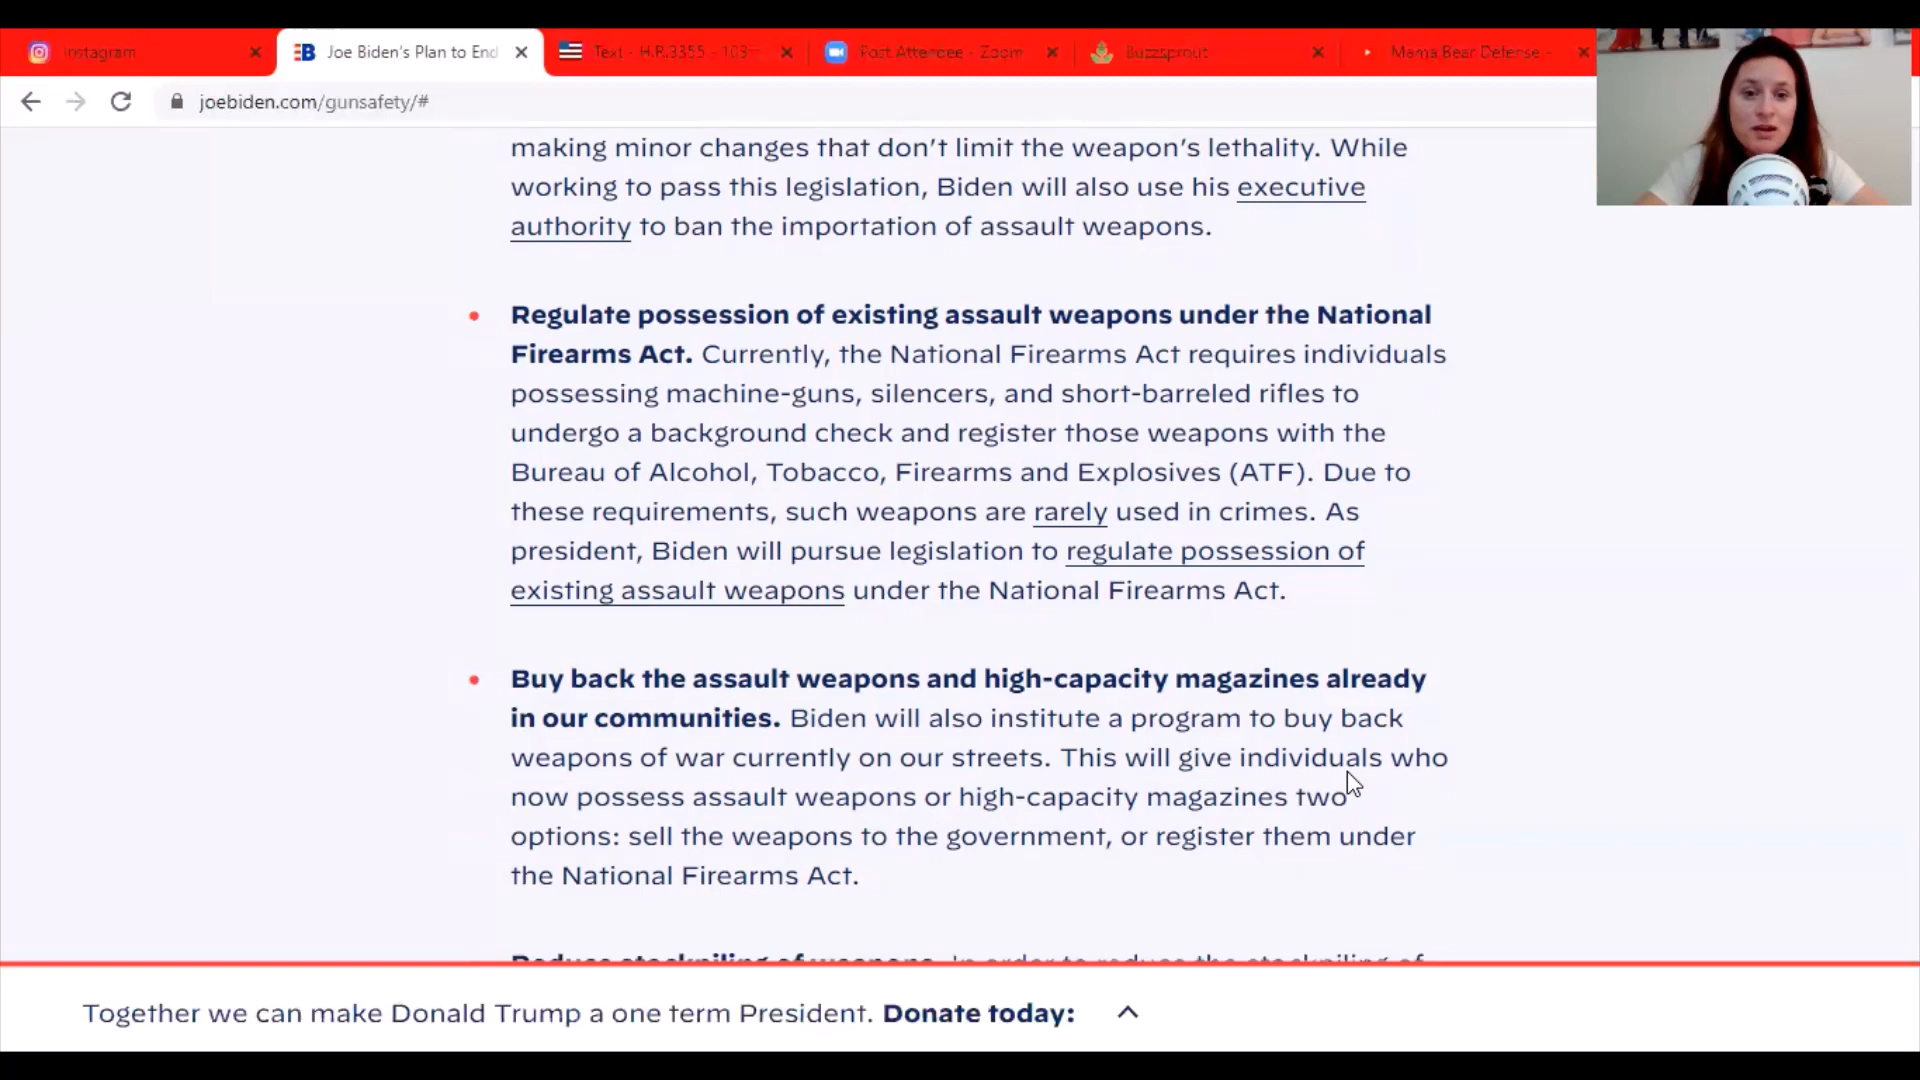 Instagram
Joe Biden's Plan to End
Text - H.R.3355 - 103
Post Attendee - Zoom
Buzzsprout
Mama Bear Defense -
joebiden.com/gunsafety/#
making minor changes that don't limit the weapon's lethality. While
working to pass this legislation, Biden will also use his executive
authority to ban the importation of assault weapons.
• Regulate possession of existing assault weapons under the National
Firearms Act. Currently, the National Firearms Act requires individuals
possessing machine-guns, silencers, and short-barreled rifles to
undergo a background check and register those weapons with the
Bureau of Alcohol, Tobacco, Firearms and Explosives (ATF). Due to
these requirements, such weapons are rarely used in crimes. As
president, Biden will pursue legislation to regulate possession of
existing assault weapons under the National Firearms Act.
• Buy back the assault weapons and high-capacity magazines already
in our communities. Biden will also institute a program to buy back
weapons of war currently on our streets. This will give individuals who
now possess assault weapons or high-capacity magazines two
options: sell the weapons to the government, or register them under
the National Firearms Act.
Reduce stockpiling of weapons. In order to reduce the stockpiling of
Together we can make Donald Trump a one term President. Donate today: